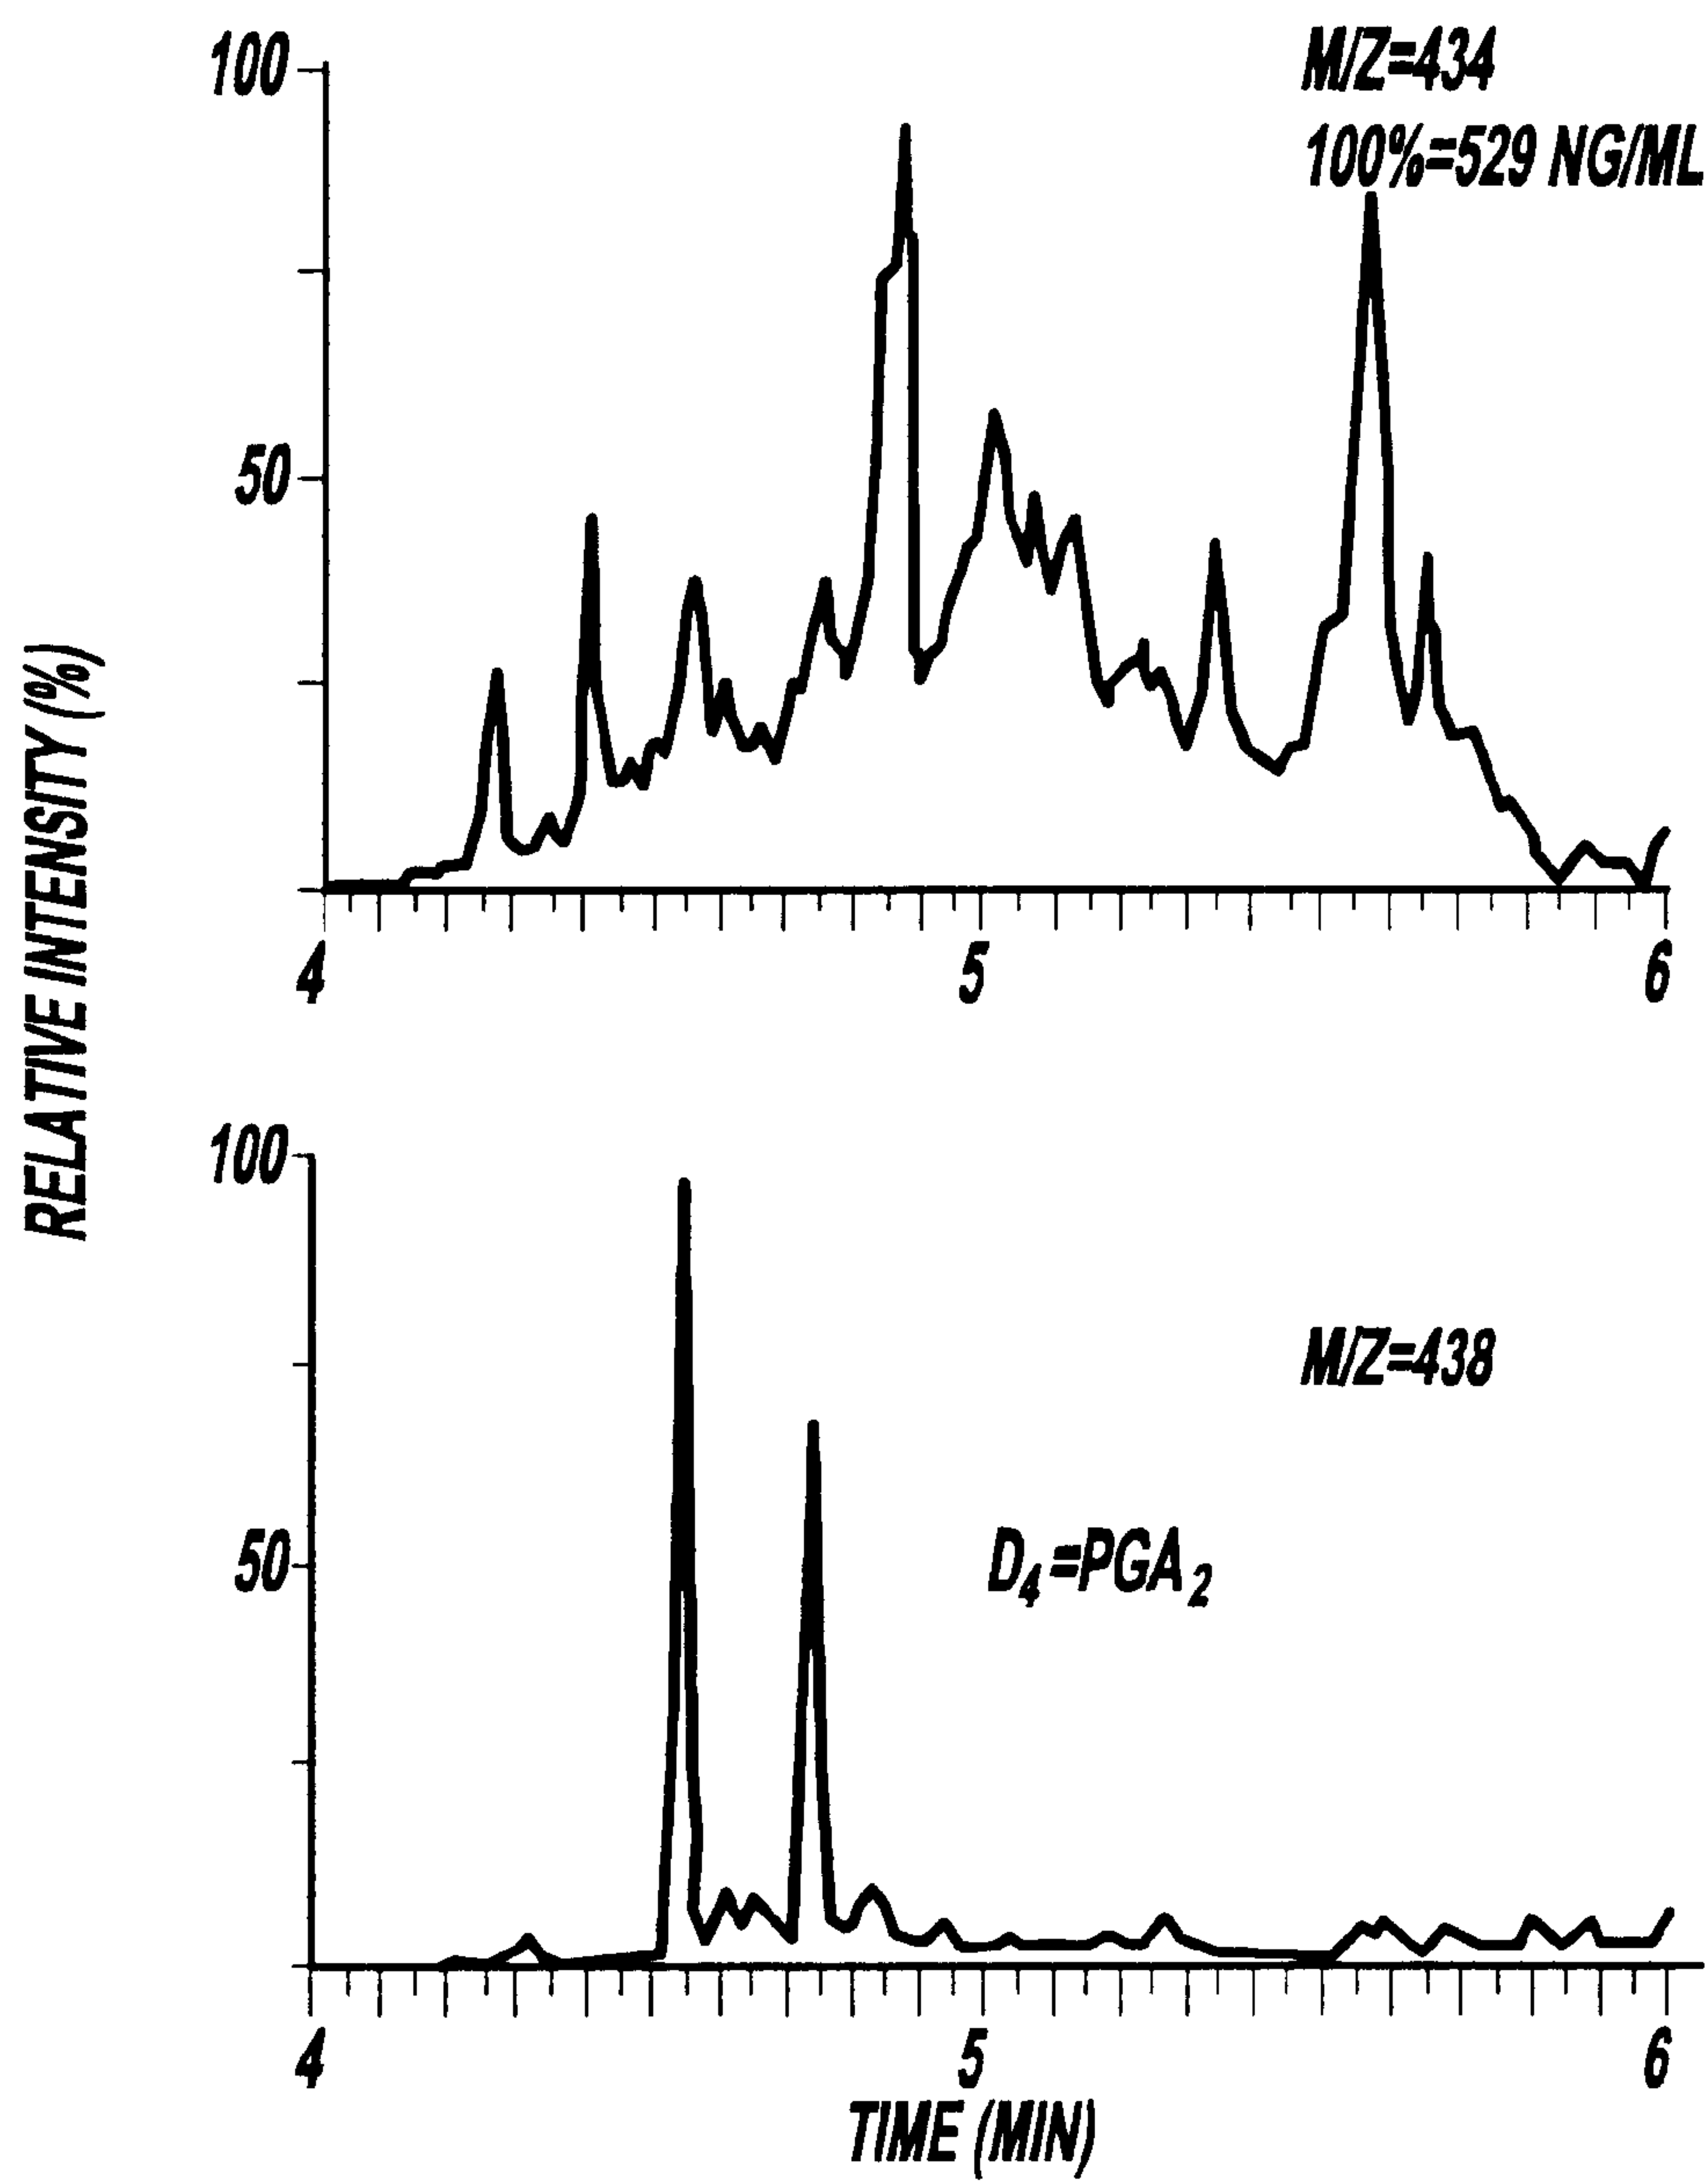 RELATIVE INTENSITY (%)
100
M/Z=434
100%=529 NG/ML
50
4
5
6
100
M/Z=438
50
D₄=PGA₂
4
5
6
TIME (MIN)